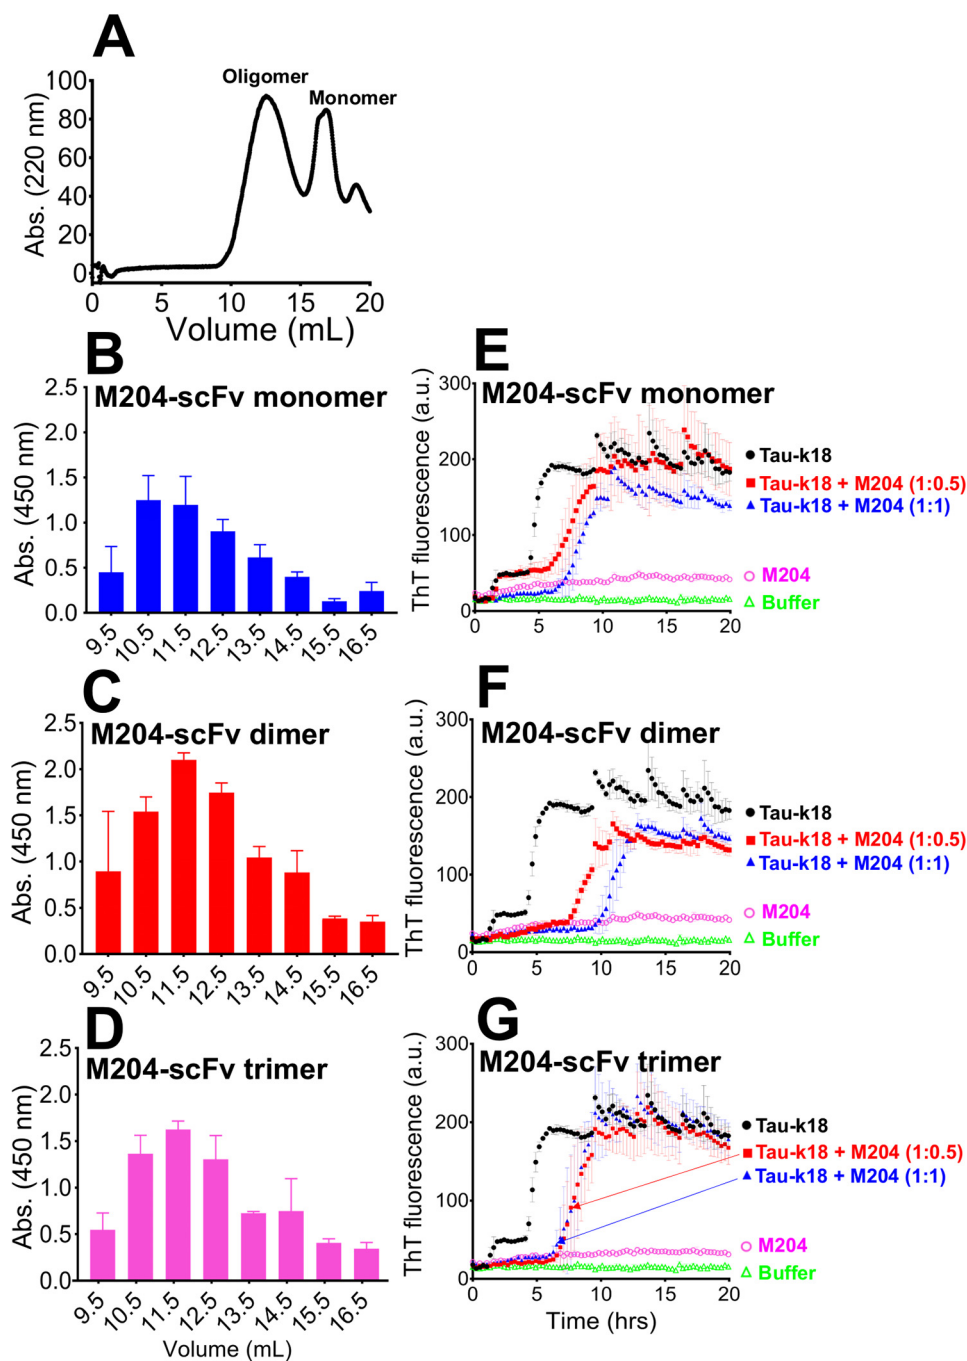 A
Oligomer
Monomer
Abs. (220 nm)
100
80
60
40
20
0
0 5 10 15 20
Volume (mL)
B
M204-scFv monomer
Abs. (450 nm)
2.5
2.0
1.5
1.0
0.5
0.0
9.5 10.5 11.5 12.5 13.5 14.5 15.5 16.5
C
M204-scFv dimer
Abs. (450 nm)
2.5
2.0
1.5
1.0
0.5
0.0
9.5 10.5 11.5 12.5 13.5 14.5 15.5 16.5
D
M204-scFv trimer
Abs. (450 nm)
2.5
2.0
1.5
1.0
0.5
0.0
9.5 10.5 11.5 12.5 13.5 14.5 15.5 16.5
Volume (mL)
E
M204-scFv monomer
ThT fluorescence (a.u.)
300
200
100
0
0 5 10 15 20
Tau-k18
Tau-k18 + M204 (1:0.5)
Tau-k18 + M204 (1:1)
M204
Buffer
F
M204-scFv dimer
ThT fluorescence (a.u.)
300
200
100
0
0 5 10 15 20
Tau-k18
Tau-k18 + M204 (1:0.5)
Tau-k18 + M204 (1:1)
M204
Buffer
G
M204-scFv trimer
ThT fluorescence (a.u.)
300
200
100
0
0 5 10 15 20
Time (hrs)
Tau-k18
Tau-k18 + M204 (1:0.5)
Tau-k18 + M204 (1:1)
M204
Buffer